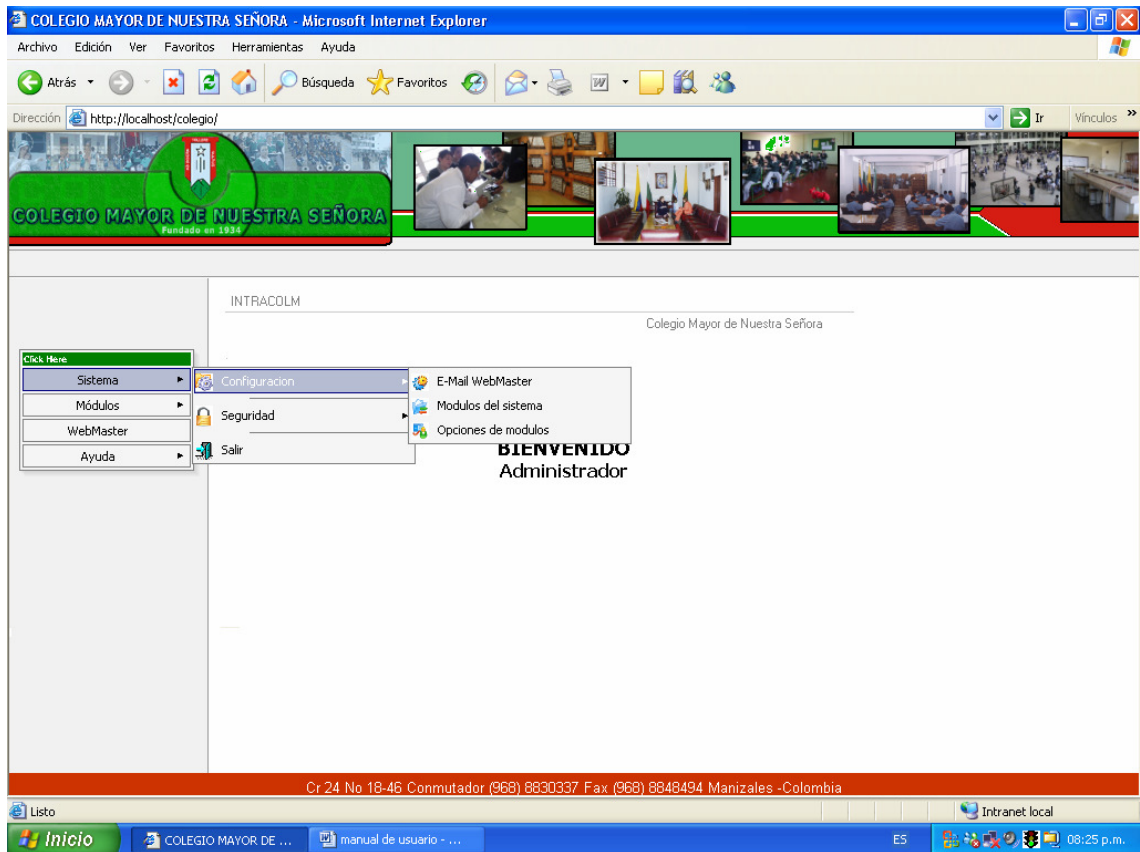 COLEGIO MAYOR DE NUESTRA SEÑORA - Microsoft Internet Explorer
Archivo Edición Ver Favoritos Herramientas Ayuda
Atrás Búsqueda Favoritos
Dirección http://localhost/colegio/ Ir Vínculos »
COLEGIO MAYOR DE NUESTRA SEÑORA
Fundado en 1934
INTRACOLM
Colegio Mayor de Nuestra Señora
Click Here
Sistema
Módulos
WebMaster
Ayuda
Configuracion
Seguridad
Salir
E-Mail WebMaster
Modulos del sistema
Opciones de modulos
BIENVENIDO
Administrador
Cr 24 No 18-46 Conmutador (968) 8830337 Fax (968) 8848494 Manizales -Colombia
Listo Intranet local
Inicio COLEGIO MAYOR DE ... manual de usuario - ... ES 08:25 p.m.